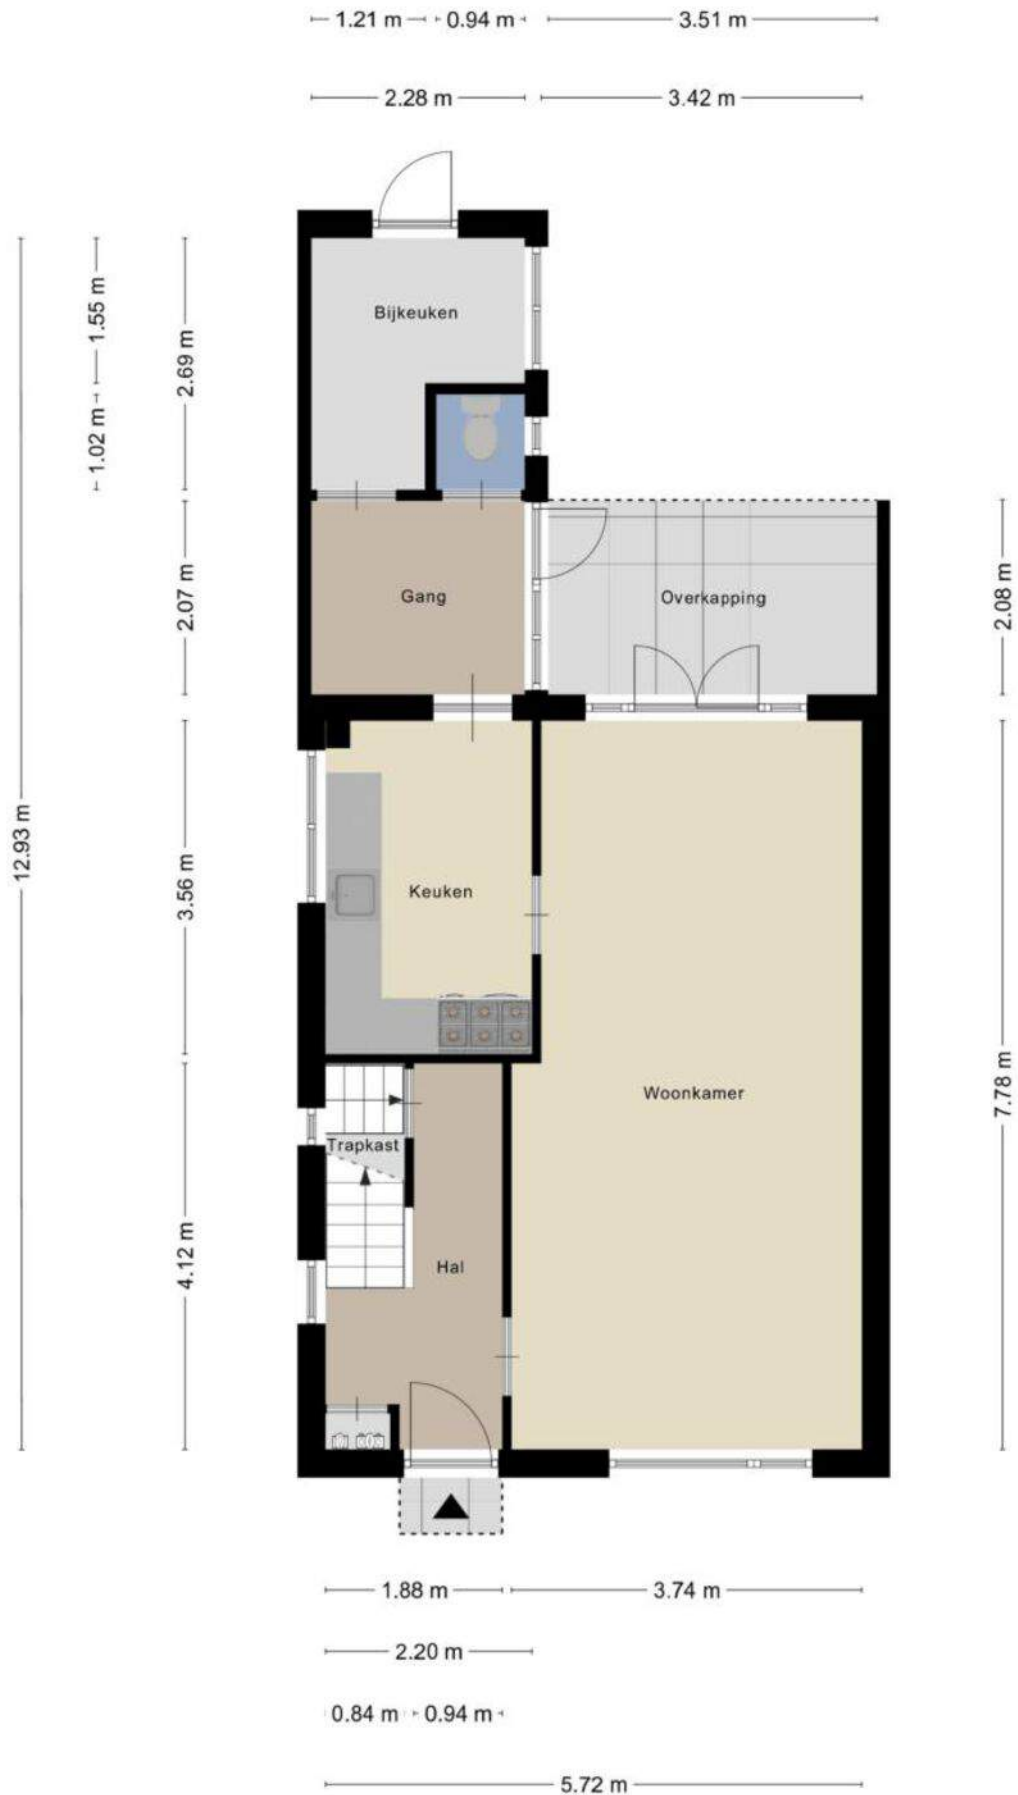 1.21 m 0.94 m 3.51 m
2.28 m 3.42 m
Bijkeuken
1.55 m
2.69 m
1.02 m
Gang
Overkapping
2.07 m
2.08 m
12.93 m
Keuken
3.56 m
Woonkamer
7.78 m
Trapkast
4.12 m
Hal
1.88 m 3.74 m
2.20 m
0.84 m 0.94 m
5.72 m